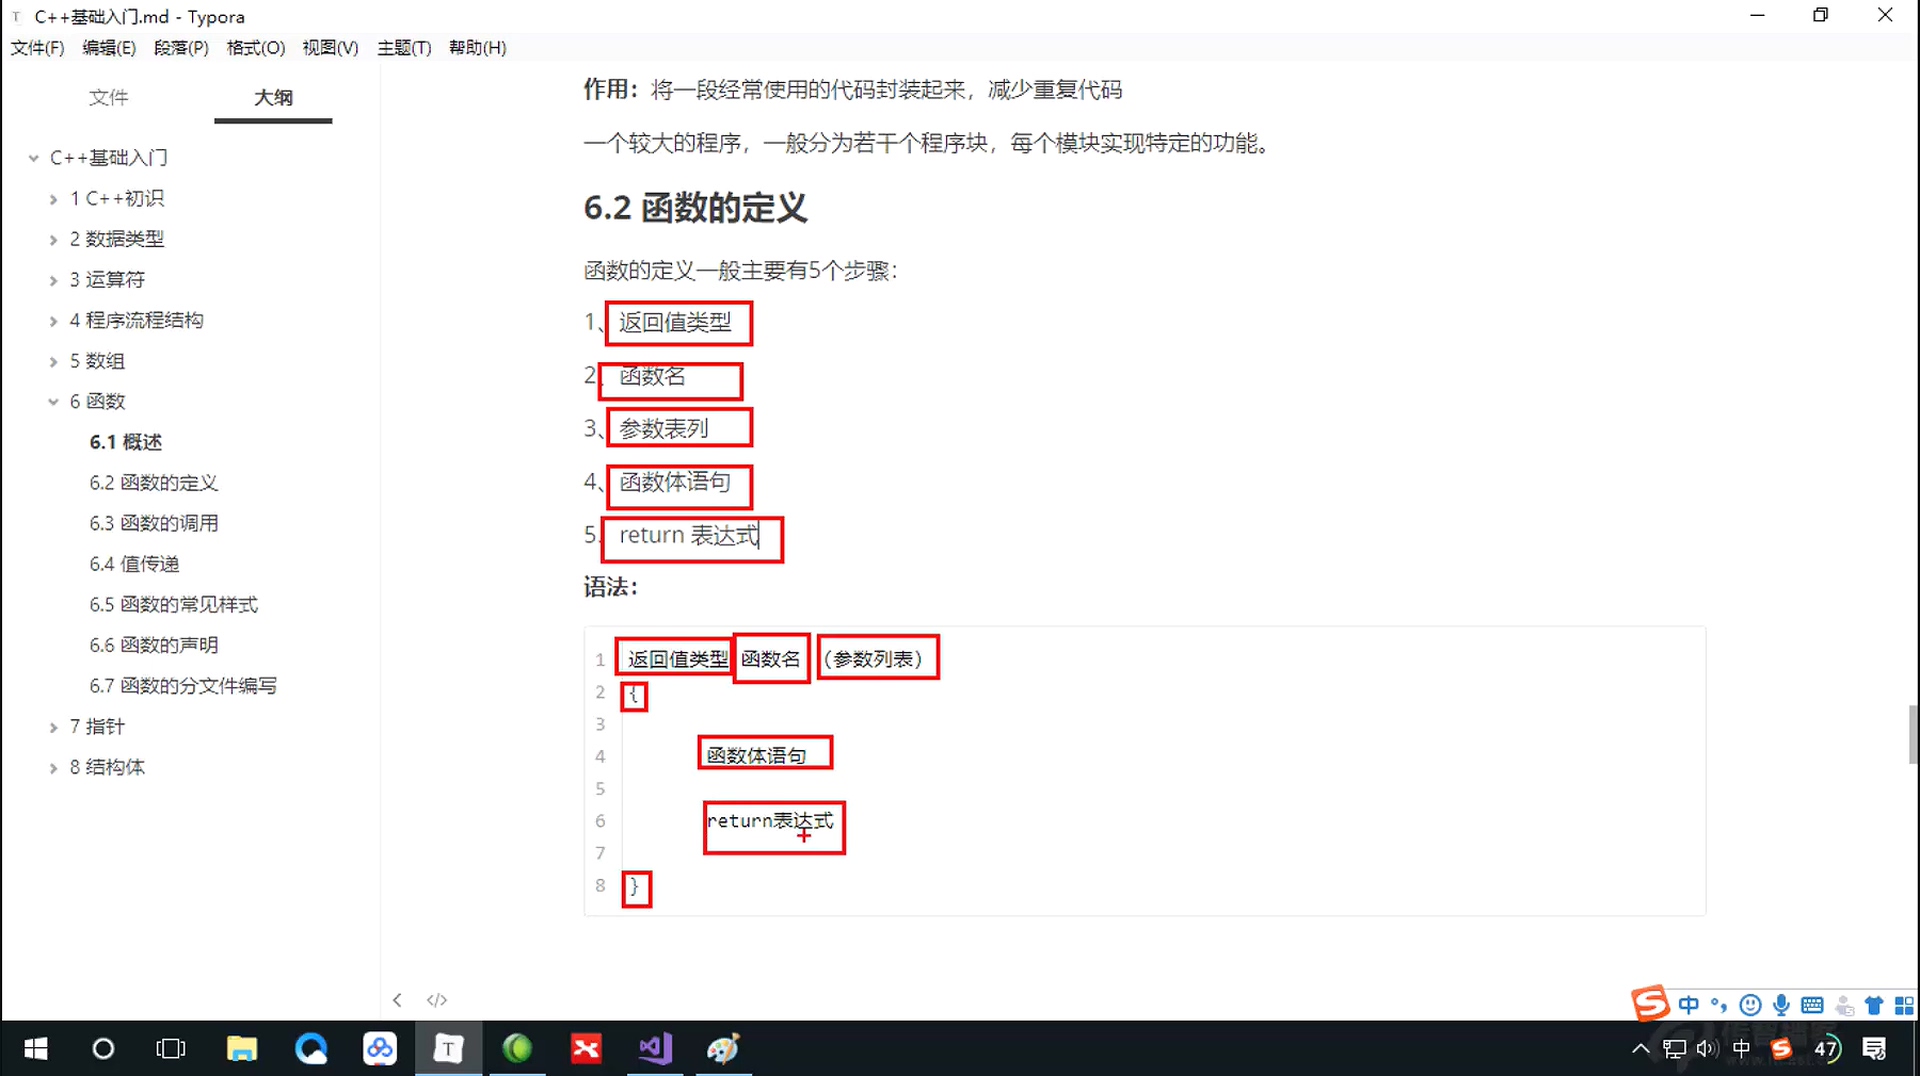 C++基础入门.md - Typora
文件(F) 编辑(E) 段落(P) 格式(O) 视图(V) 主题(T) 帮助(H)
文件 大纲
C++基础入门
1 C++初识
2 数据类型
3 运算符
4 程序流程结构
5 数组
6 函数
6.1 概述
6.2 函数的定义
6.3 函数的调用
6.4 值传递
6.5 函数的常见样式
6.6 函数的声明
6.7 函数的分文件编写
7 指针
8 结构体
作用：将一段经常使用的代码封装起来，减少重复代码
一个较大的程序，一般分为若干个程序块，每个模块实现特定的功能。
6.2 函数的定义
函数的定义一般主要有5个步骤：
1、返回值类型
2、函数名
3、参数表列
4、函数体语句
5、return 表达式
语法：
1 返回值类型 函数名 （参数列表）
2 {
3
4 函数体语句
5
6 return表达式
7
8 }
</>
中
中 47